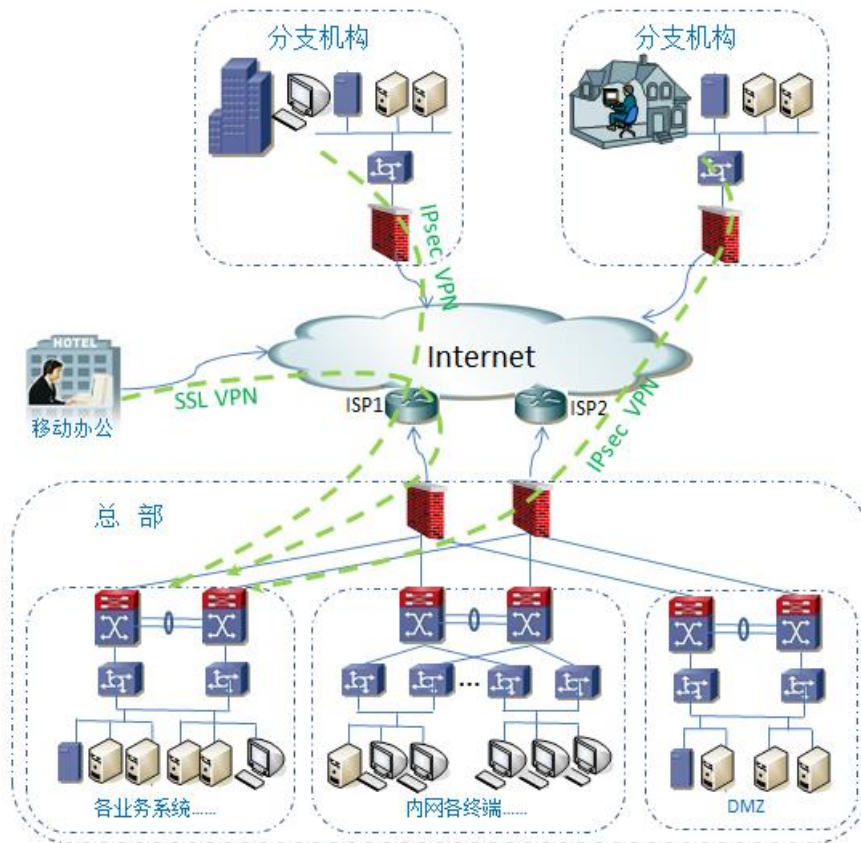 分支机构
分支机构
IPsec VPN
HOTEL
Internet
SSL VPN
移动办公
ISP1
ISP2
IPsec VPN
总 部
...
各业务系统......
内网各终端......
DMZ